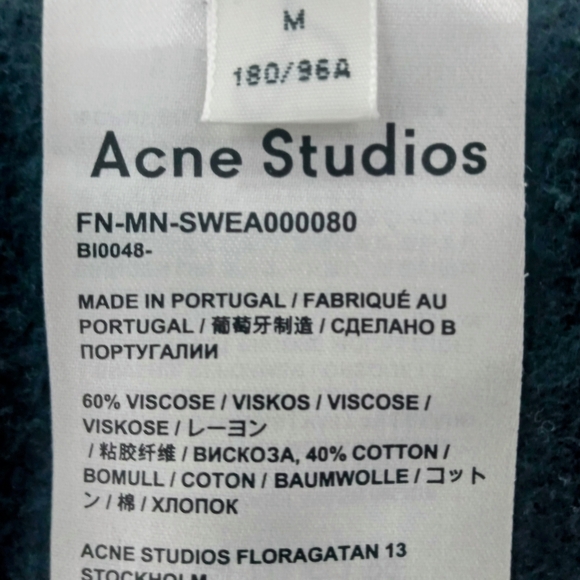 M
180/96A
Acne Studios
FN-MN-SWEA000080
BI0048-
MADE IN PORTUGAL / FABRIQUÉ AU
PORTUGAL / 葡萄牙制造 / СДЕЛАНО В
ПОРТУГАЛИИ
60% VISCOSE / VISKOS / VISCOSE /
VISKOSE / レーヨン
/ 粘胶纤维 / ВИСКОЗА, 40% COTTON /
BOMULL / COTON / BAUMWOLLE / コット
ン / 棉 / ХЛОПОК
ACNE STUDIOS FLORAGATAN 13
STOCKHOLM